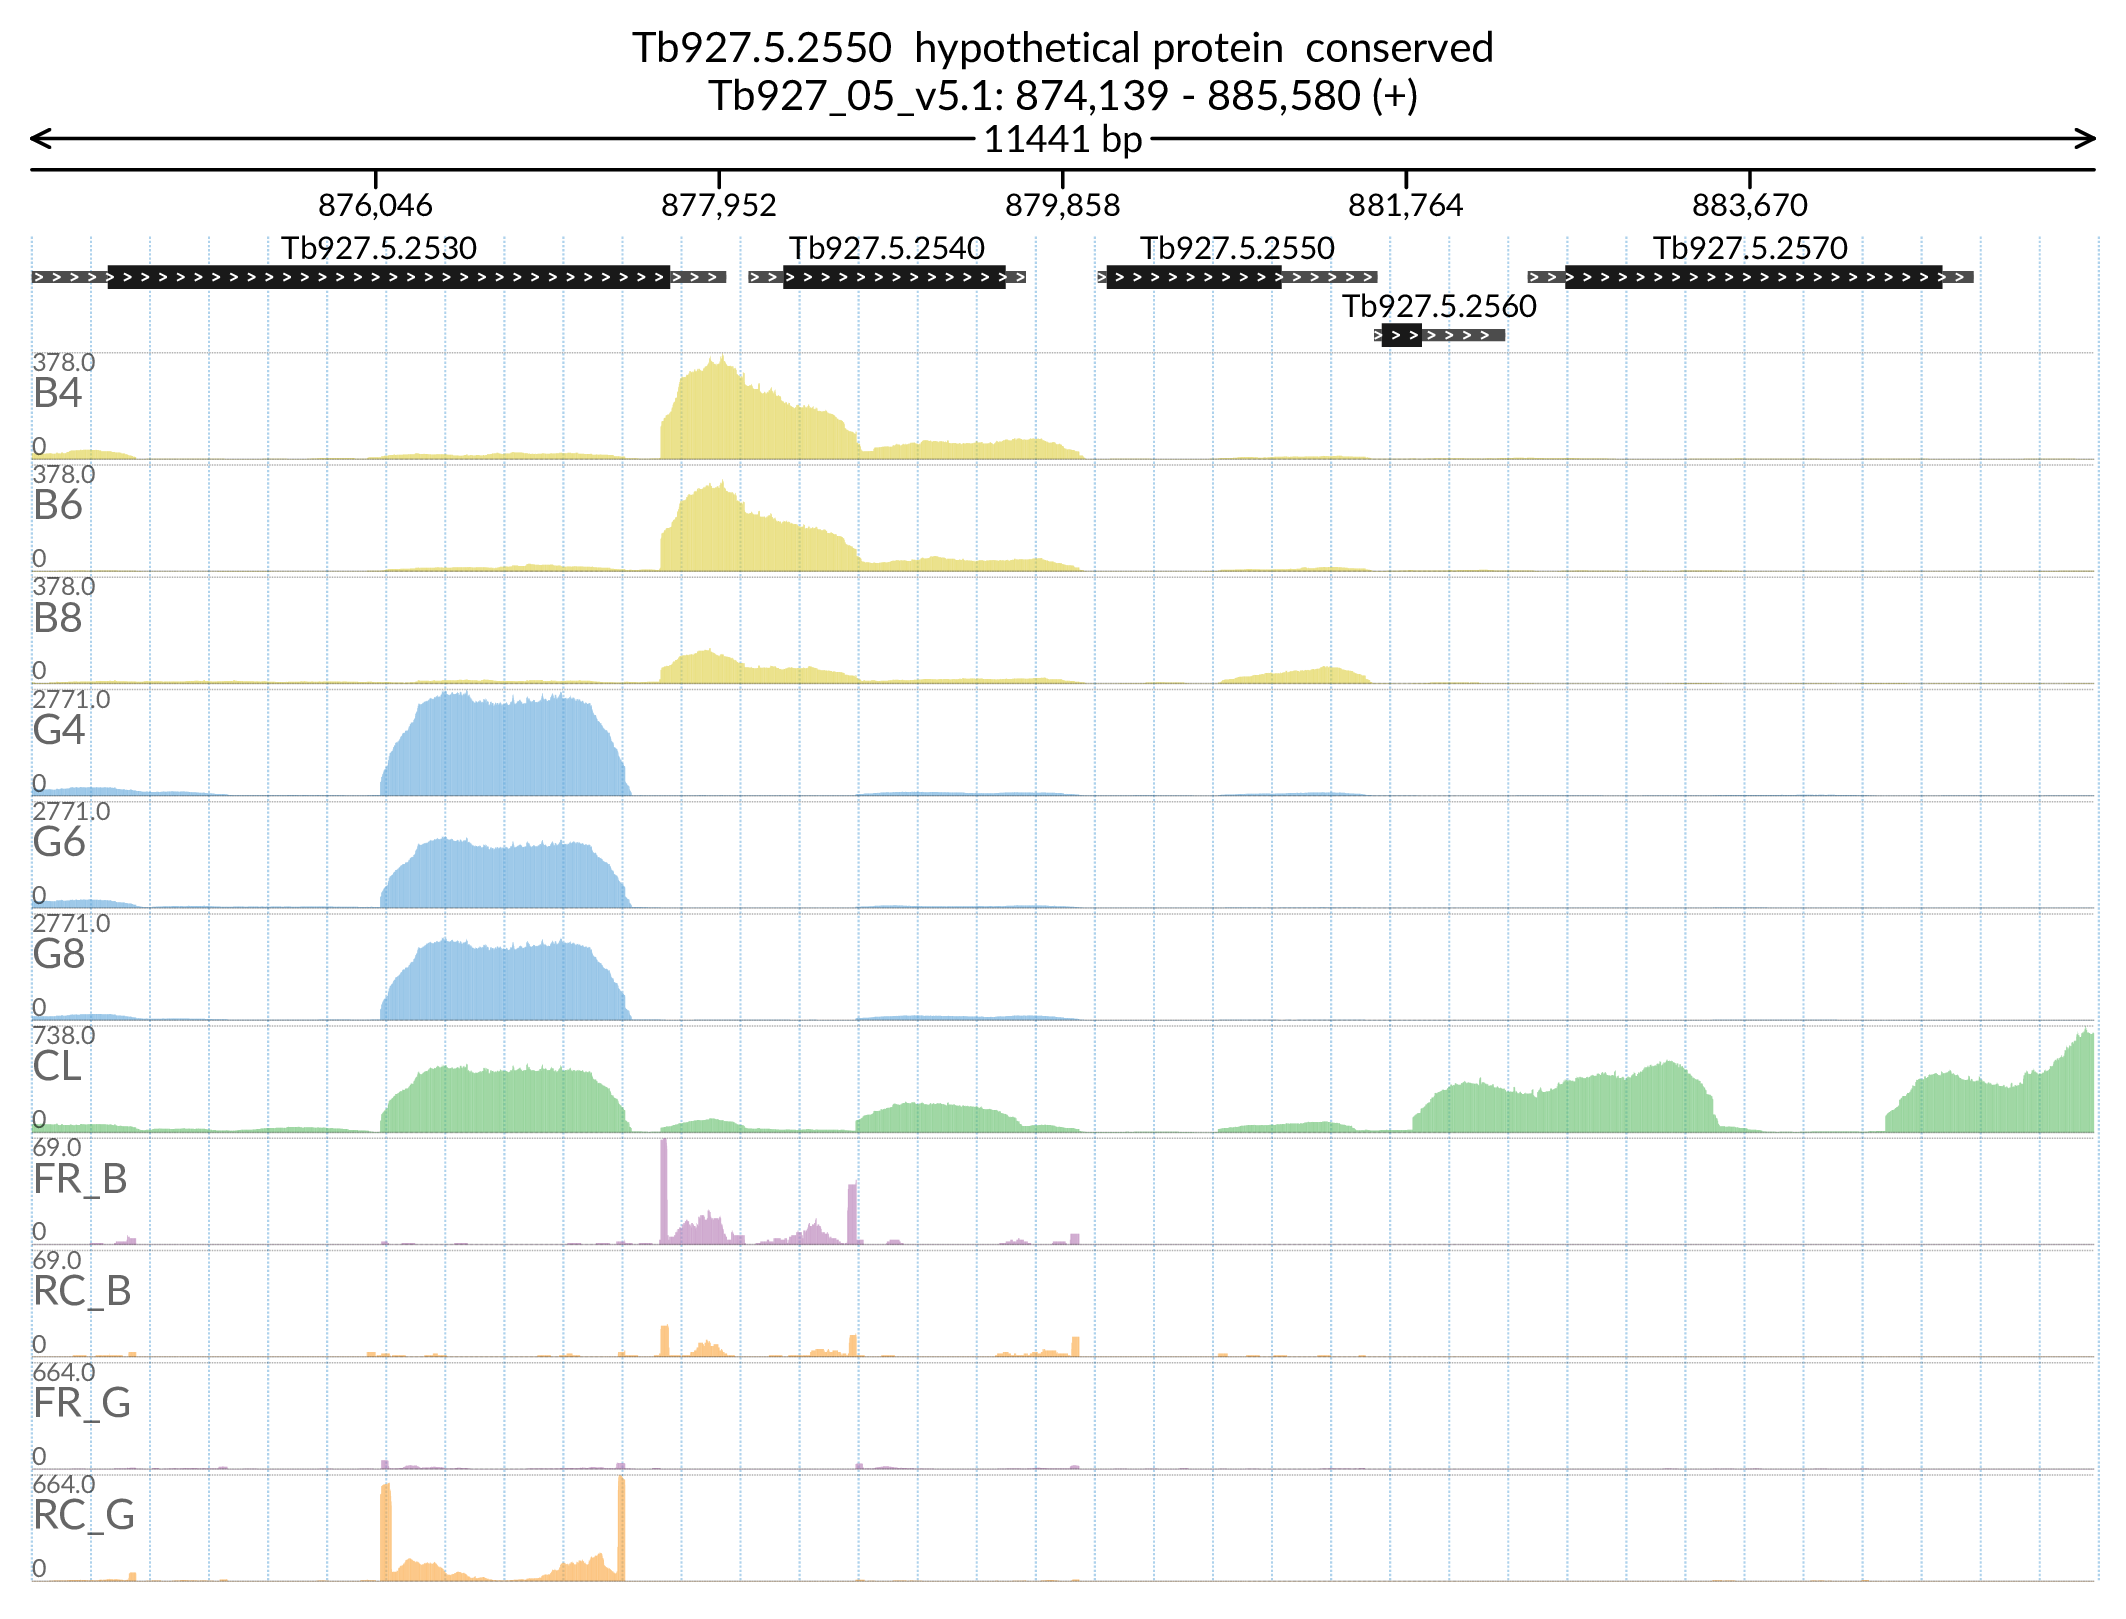 Tb927.5.2550  hypothetical protein  conserved
Tb927_05_v5.1: 874,139 - 885,580 (+)
11441 bp
876,046 877,952 879,858 881,764 883,670
Tb927.5.2530 Tb927.5.2540 Tb927.5.2550 Tb927.5.2570
Tb927.5.2560
378.0
B4
0
378.0
B6
0
378.0
B8
0
2771.0
G4
0
2771.0
G6
0
2771.0
G8
0
738.0
CL
0
69.0
FR_B
0
69.0
RC_B
0
664.0
FR_G
0
664.0
RC_G
0